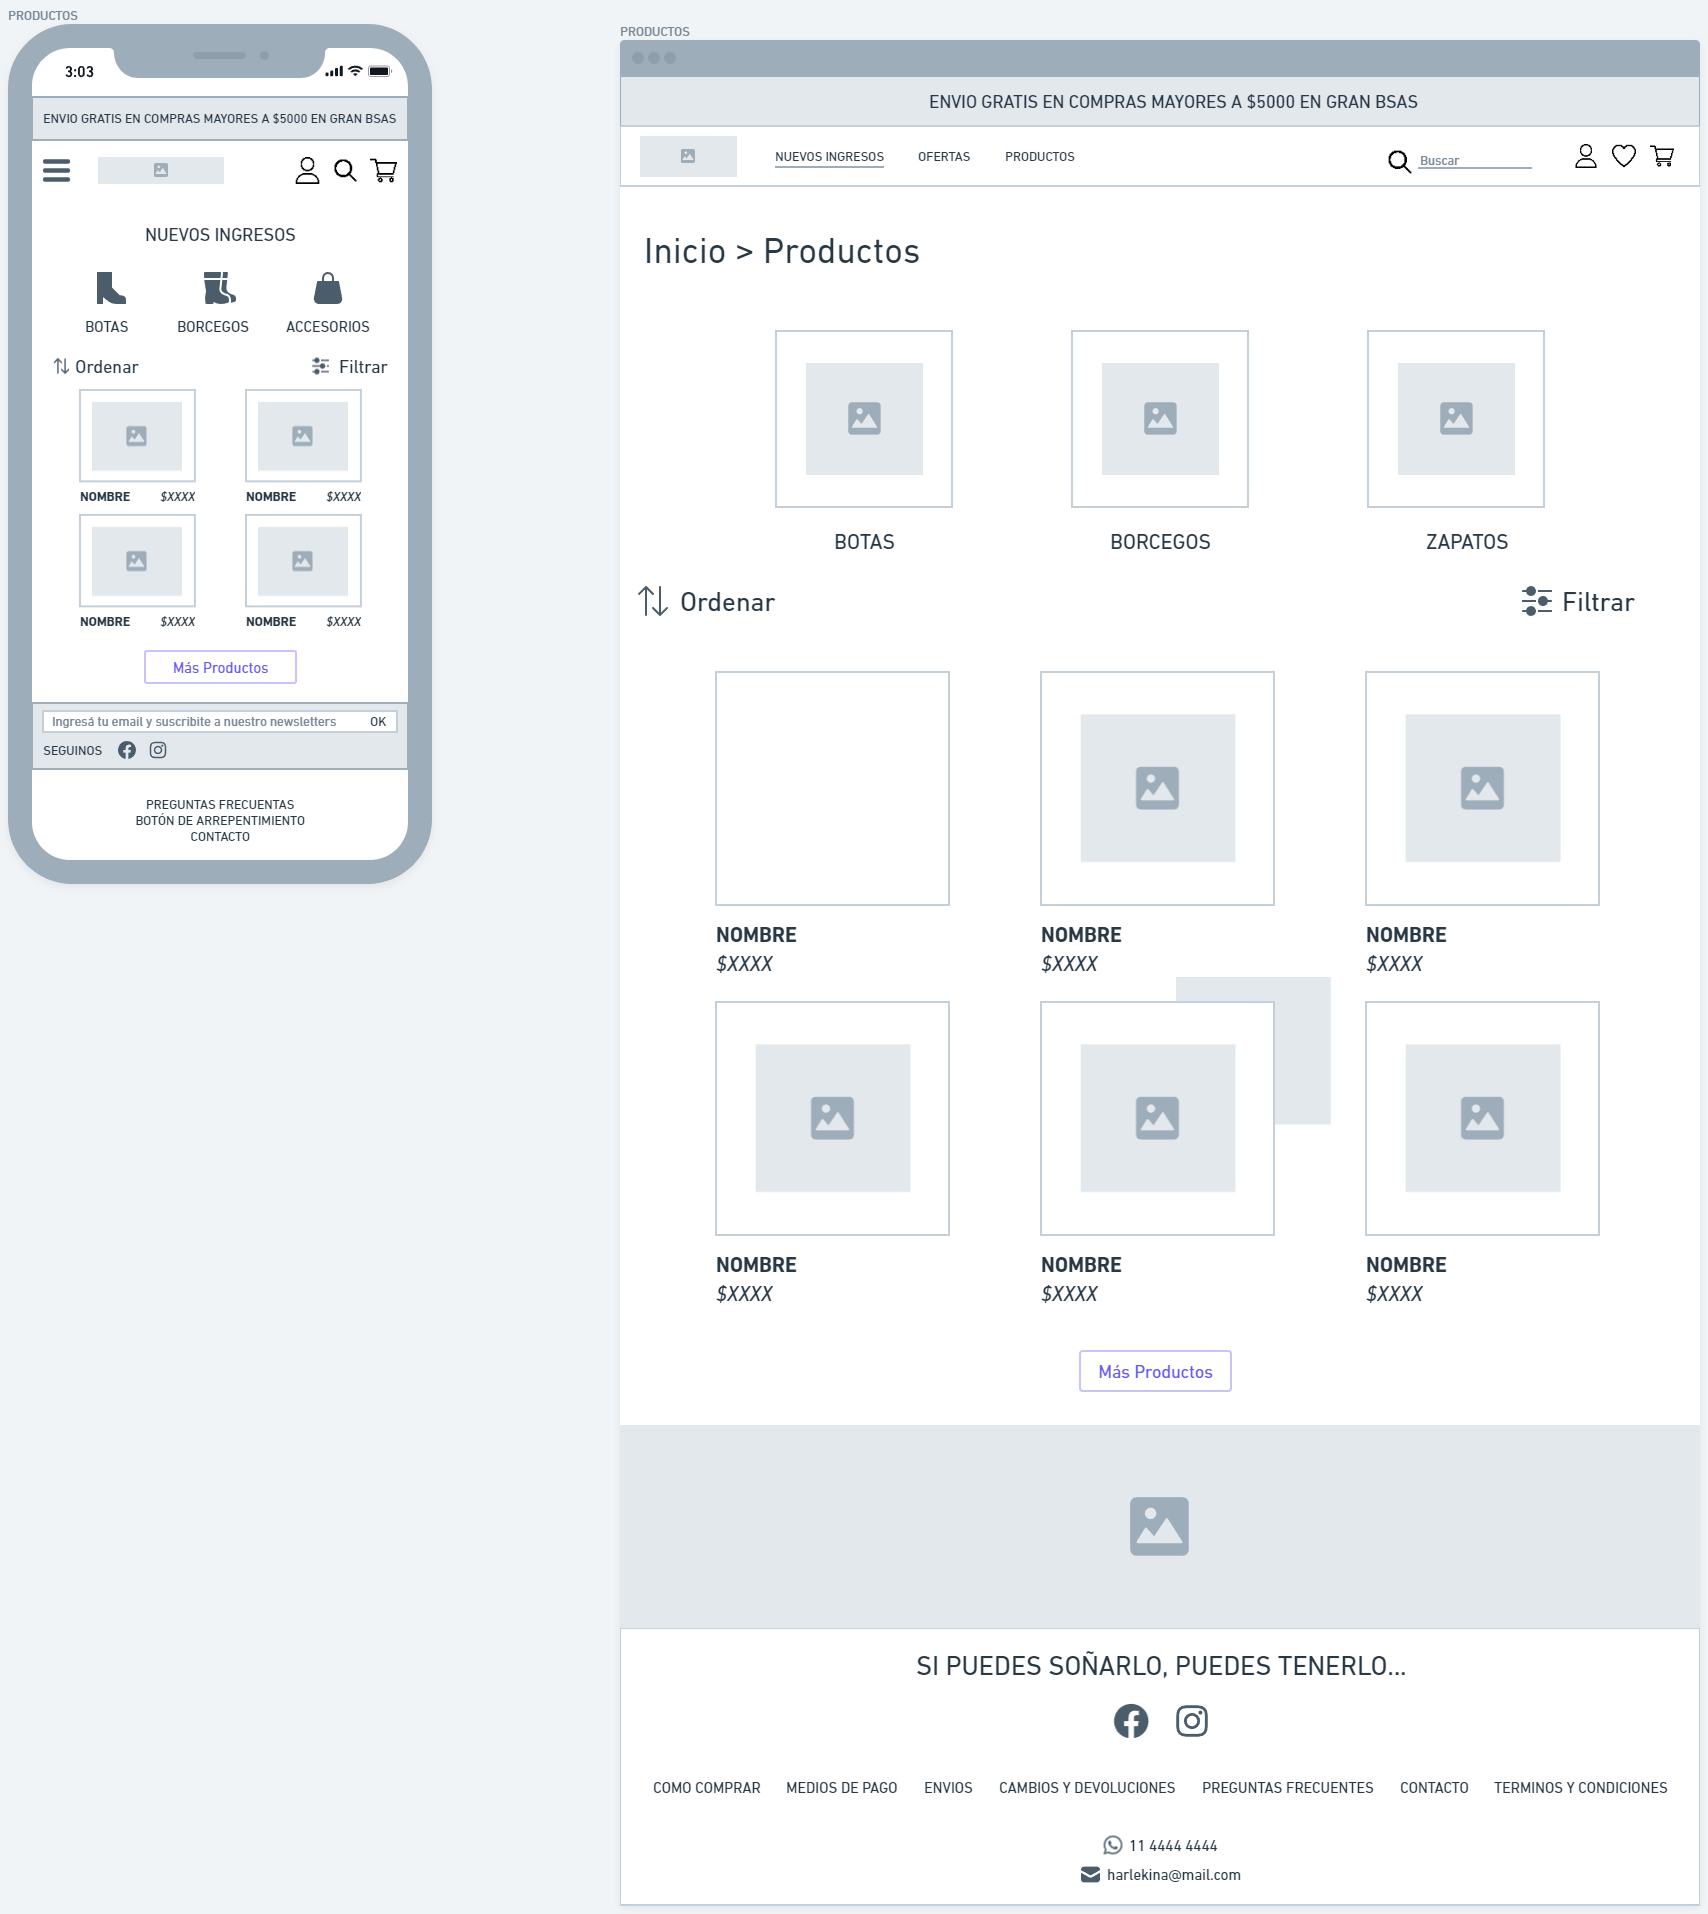 PRODUCTOS
3:03
ENVIO GRATIS EN COMPRAS MAYORES A $5000 EN GRAN BSAS
NUEVOS INGRESOS
BOTAS BORCEGOS ACCESORIOS
Ordenar Filtrar
NOMBRE $XXXX NOMBRE $XXXX
NOMBRE $XXXX NOMBRE $XXXX
Más Productos
Ingresá tu email y suscribite a nuestro newsletters OK
SEGUINOS
PREGUNTAS FRECUENTAS
BOTÓN DE ARREPENTIMIENTO
CONTACTO
PRODUCTOS
ENVIO GRATIS EN COMPRAS MAYORES A $5000 EN GRAN BSAS
NUEVOS INGRESOS OFERTAS PRODUCTOS Buscar
Inicio > Productos
BOTAS BORCEGOS ZAPATOS
Ordenar Filtrar
NOMBRE NOMBRE NOMBRE
$XXXX $XXXX $XXXX
NOMBRE NOMBRE NOMBRE
$XXXX $XXXX $XXXX
Más Productos
SI PUEDES SOÑARLO, PUEDES TENERLO...
COMO COMPRAR MEDIOS DE PAGO ENVIOS CAMBIOS Y DEVOLUCIONES PREGUNTAS FRECUENTES CONTACTO TERMINOS Y CONDICIONES
11 4444 4444
harlekina@mail.com